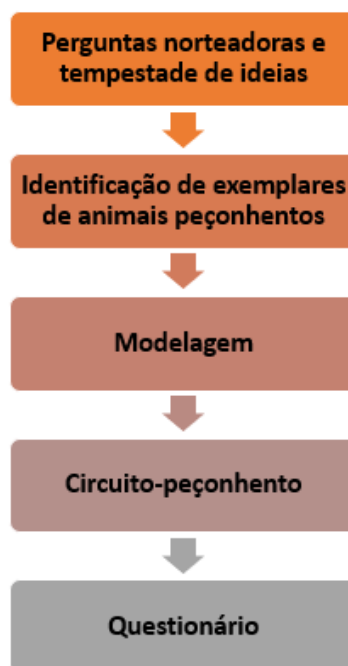 Perguntas norteadoras e
tempestade de ideias
Identificação de exemplares
de animais peçonhentos
Modelagem
Circuito-peçonhento
Questionário